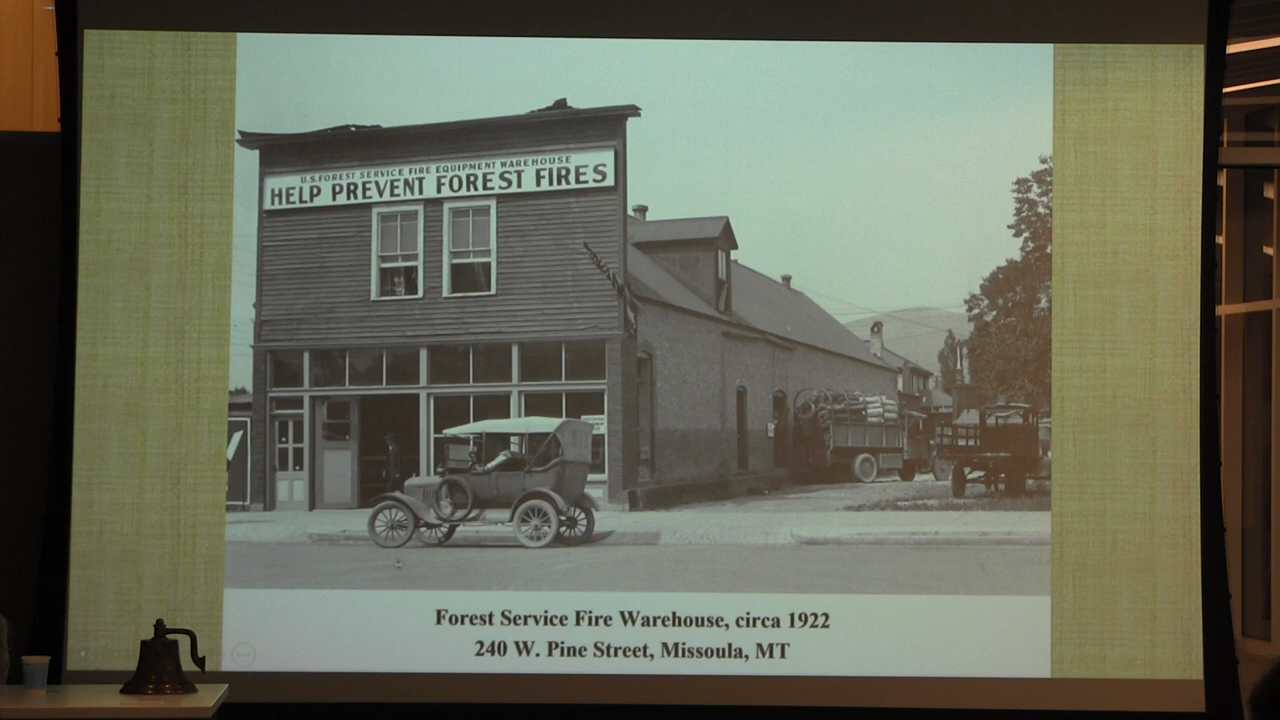 U.S. FOREST SERVICE FIRE EQUIPMENT WAREHOUSE
HELP PREVENT FOREST FIRES
Forest Service Fire Warehouse, circa 1922
240 W. Pine Street, Missoula, MT